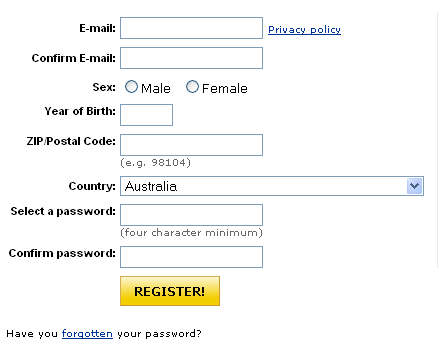 E-mail: Privacy policy
Confirm E-mail:
Sex: Male Female
Year of Birth:
ZIP/Postal Code:
(e.g. 98104)
Country: Australia
Select a password:
(four character minimum)
Confirm password:
REGISTER!
Have you forgotten your password?